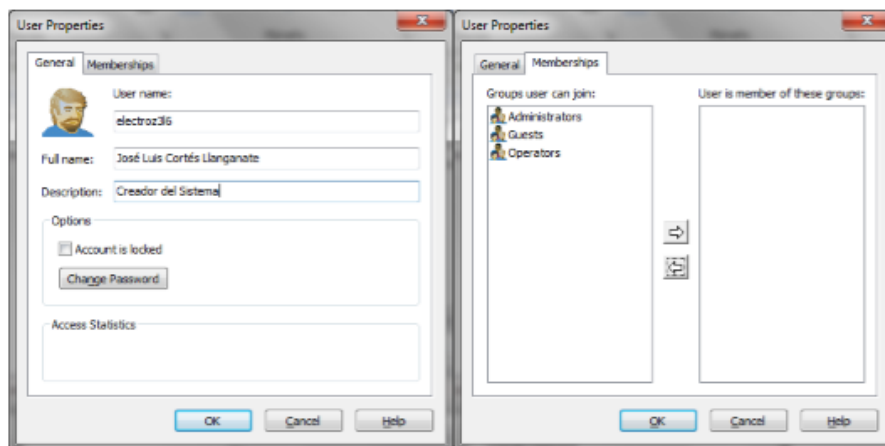 User Properties
General Memberships
User name:
electroz3l6
Full name: José Luis Cortés Llanganate
Description: Creador del Sistema
Options
Account is locked
Change Password
Access Statistics
OK Cancel Help
User Properties
General Memberships
Groups user can join: User is member of these groups:
Administrators
Guests
Operators
OK Cancel Help